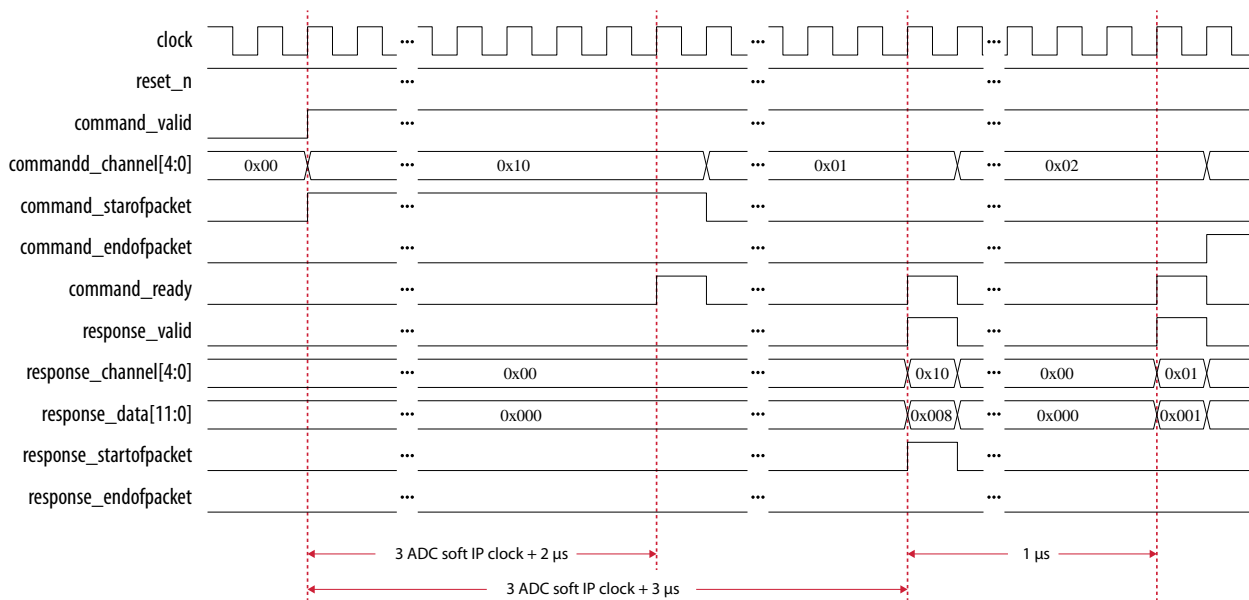 clock ... ... ...
reset_n ... ... ...
command_valid ... ... ...
commandd_channel[4:0] 0x00 ... 0x10 ... 0x01 ... 0x02
command_starofpacket ... ... ...
command_endofpacket ... ... ...
command_ready ... ... ...
response_valid ... ... ...
response_channel[4:0] ... 0x00 ... 0x10 ... 0x00 0x01
response_data[11:0] ... 0x000 ... 0x008 ... 0x000 0x001
response_startofpacket ... ... ...
response_endofpacket ... ... ...
3 ADC soft IP clock + 2 μs 1 μs
3 ADC soft IP clock + 3 μs